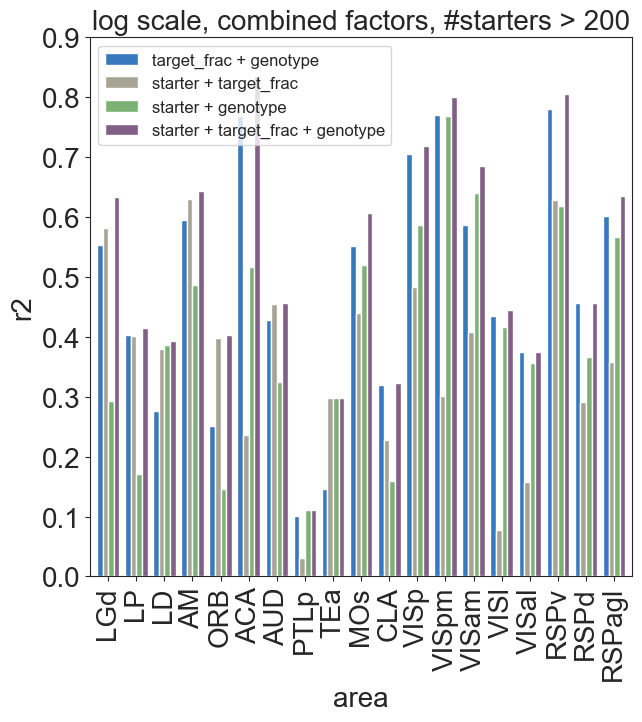 log scale, combined factors, #starters > 200
target_frac + genotype
starter + target_frac
starter + genotype
starter + target_frac + genotype
r2
0.9
0.8
0.7
0.6
0.5
0.4
0.3
0.2
0.1
0.0
LGd
LP
LD
AM
ORB
ACA
AUD
PTLp
TEa
MOs
CLA
VISp
VISpm
VISam
VISl
VISal
RSPv
RSPd
RSPagl
area